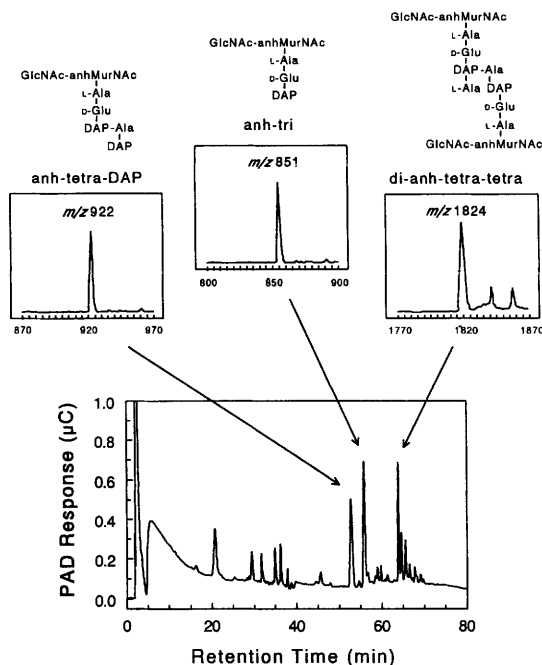 GlcNAc-anhMurNAc
L-Ala
D-Glu
DAP-Ala
DAP
anh-tetra-DAP
m/z 922
870 920 970
GlcNAc-anhMurNAc
L-Ala
D-Glu
DAP
anh-tri
m/z 851
800 900
GlcNAc-anhMurNAc
L-Ala
D-Glu
DAP-Ala
L-Ala DAP
D-Glu
L-Ala
GlcNAc-anhMurNAc
di-anh-tetra-tetra
m/z 1824
1770 1820 1870
PAD Response (µC)
1.0
0.8
0.6
0.4
0.2
0.0
0 20 40 60 80
Retention Time (min)